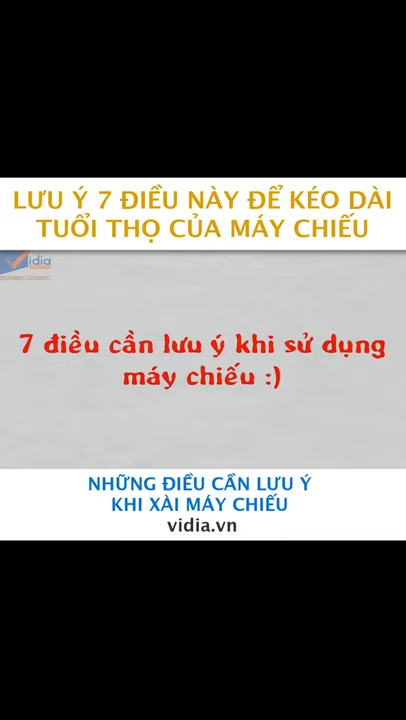 LƯU Ý 7 ĐIỀU NÀY ĐỂ KÉO DÀI
TUỔI THỌ CỦA MÁY CHIẾU
Vidia
7 điều cần lưu ý khi sử dụng
máy chiếu :)
NHỮNG ĐIỀU CẦN LƯU Ý
KHI XÀI MÁY CHIẾU
vidia.vn